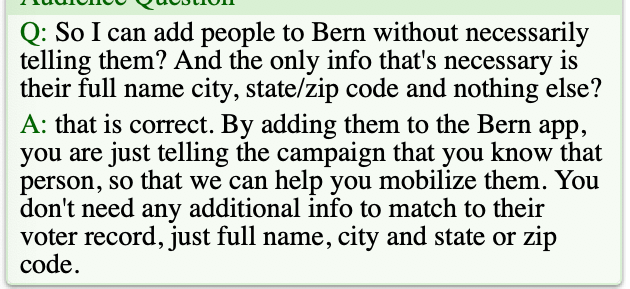 Audience Question
Q: So I can add people to Bern without necessarily
telling them? And the only info that's necessary is
their full name city, state/zip code and nothing else?
A: that is correct. By adding them to the Bern app,
you are just telling the campaign that you know that
person, so that we can help you mobilize them. You
don't need any additional info to match to their
voter record, just full name, city and state or zip
code.